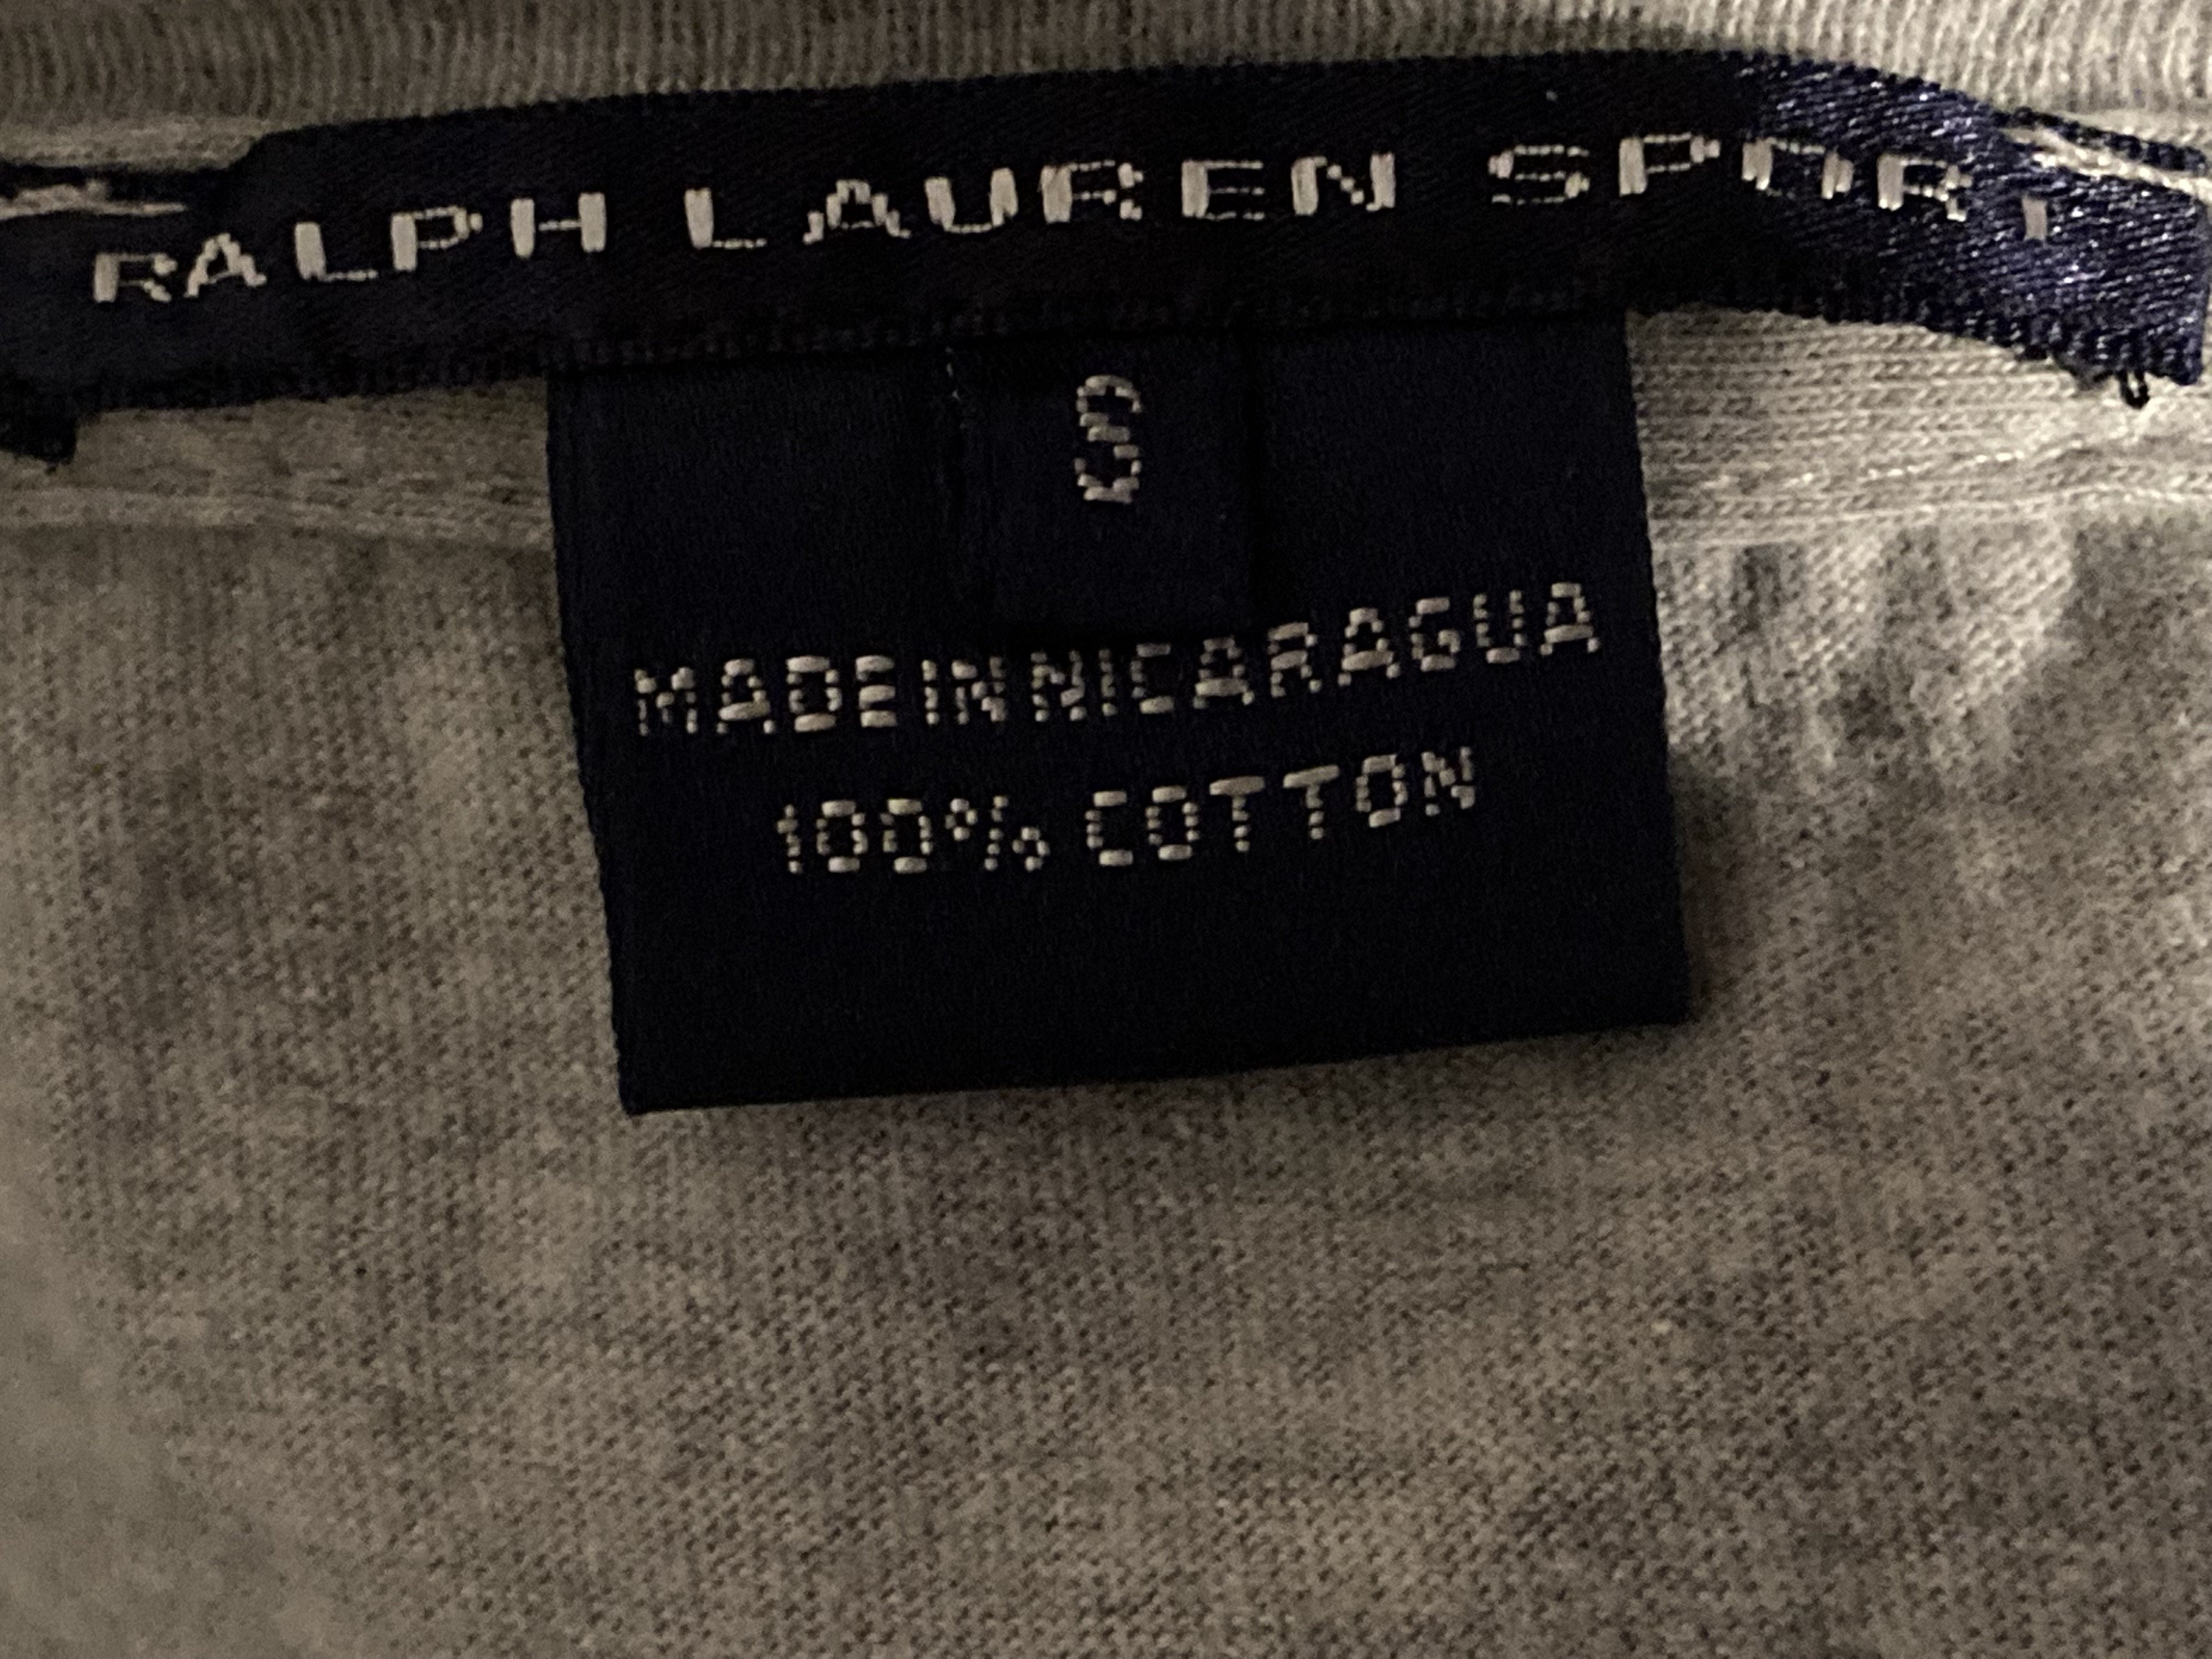 RALPH LAUREN SPORT
S
MADE IN NICARAGUA
100% COTTON